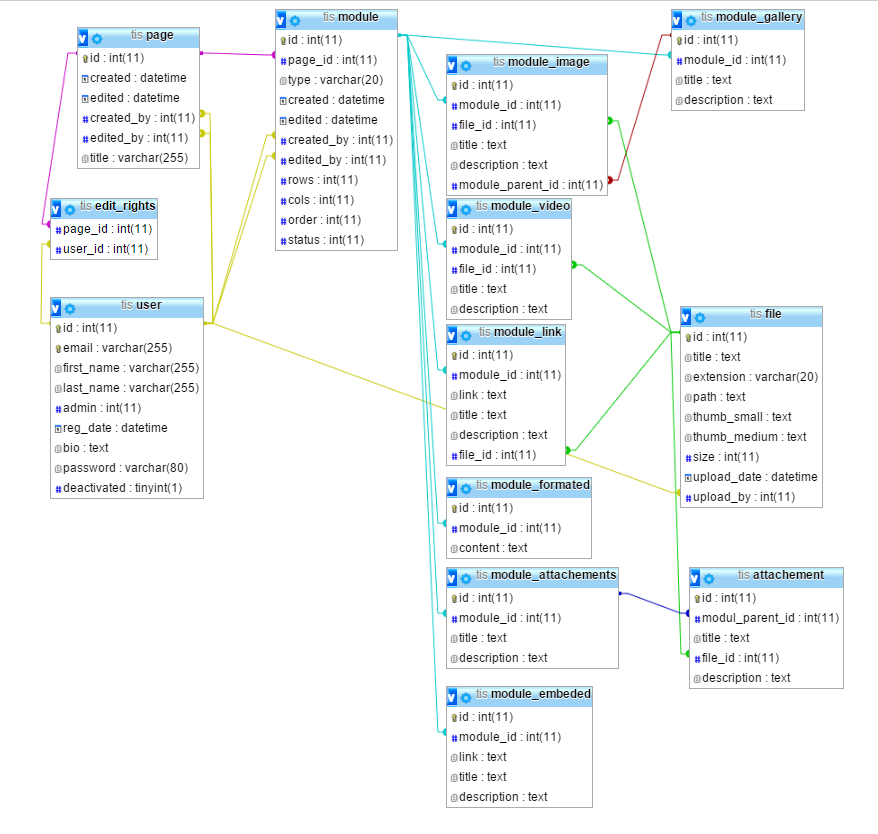 tis page
id : int(11)
created : datetime
edited : datetime
created_by : int(11)
edited_by : int(11)
title : varchar(255)
tis edit_rights
page_id : int(11)
user_id : int(11)
tis user
id : int(11)
email : varchar(255)
first_name : varchar(255)
last_name : varchar(255)
admin : int(11)
reg_date : datetime
bio : text
password : varchar(80)
deactivated : tinyint(1)
tis module
id : int(11)
page_id : int(11)
type : varchar(20)
created : datetime
edited : datetime
created_by : int(11)
edited_by : int(11)
rows : int(11)
cols : int(11)
order : int(11)
status : int(11)
tis module_image
id : int(11)
module_id : int(11)
file_id : int(11)
title : text
description : text
module_parent_id : int(11)
tis module_video
id : int(11)
module_id : int(11)
file_id : int(11)
title : text
description : text
tis module_link
id : int(11)
module_id : int(11)
link : text
title : text
description : text
file_id : int(11)
tis module_formated
id : int(11)
module_id : int(11)
content : text
tis module_attachements
id : int(11)
module_id : int(11)
title : text
description : text
tis module_embeded
id : int(11)
module_id : int(11)
link : text
title : text
description : text
tis module_gallery
id : int(11)
module_id : int(11)
title : text
description : text
tis file
id : int(11)
title : text
extension : varchar(20)
path : text
thumb_small : text
thumb_medium : text
size : int(11)
upload_date : datetime
upload_by : int(11)
tis attachement
id : int(11)
modul_parent_id : int(11)
title : text
file_id : int(11)
description : text